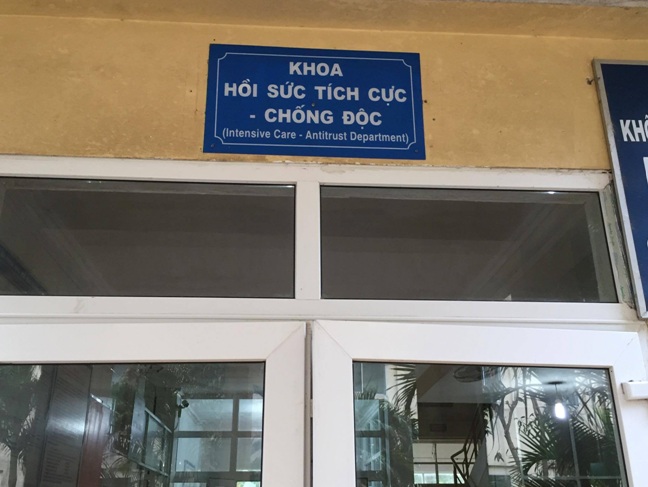 KHOA
HỒI SỨC TÍCH CỰC
- CHỐNG ĐỘC
(Intensive Care - Antitrust Department)